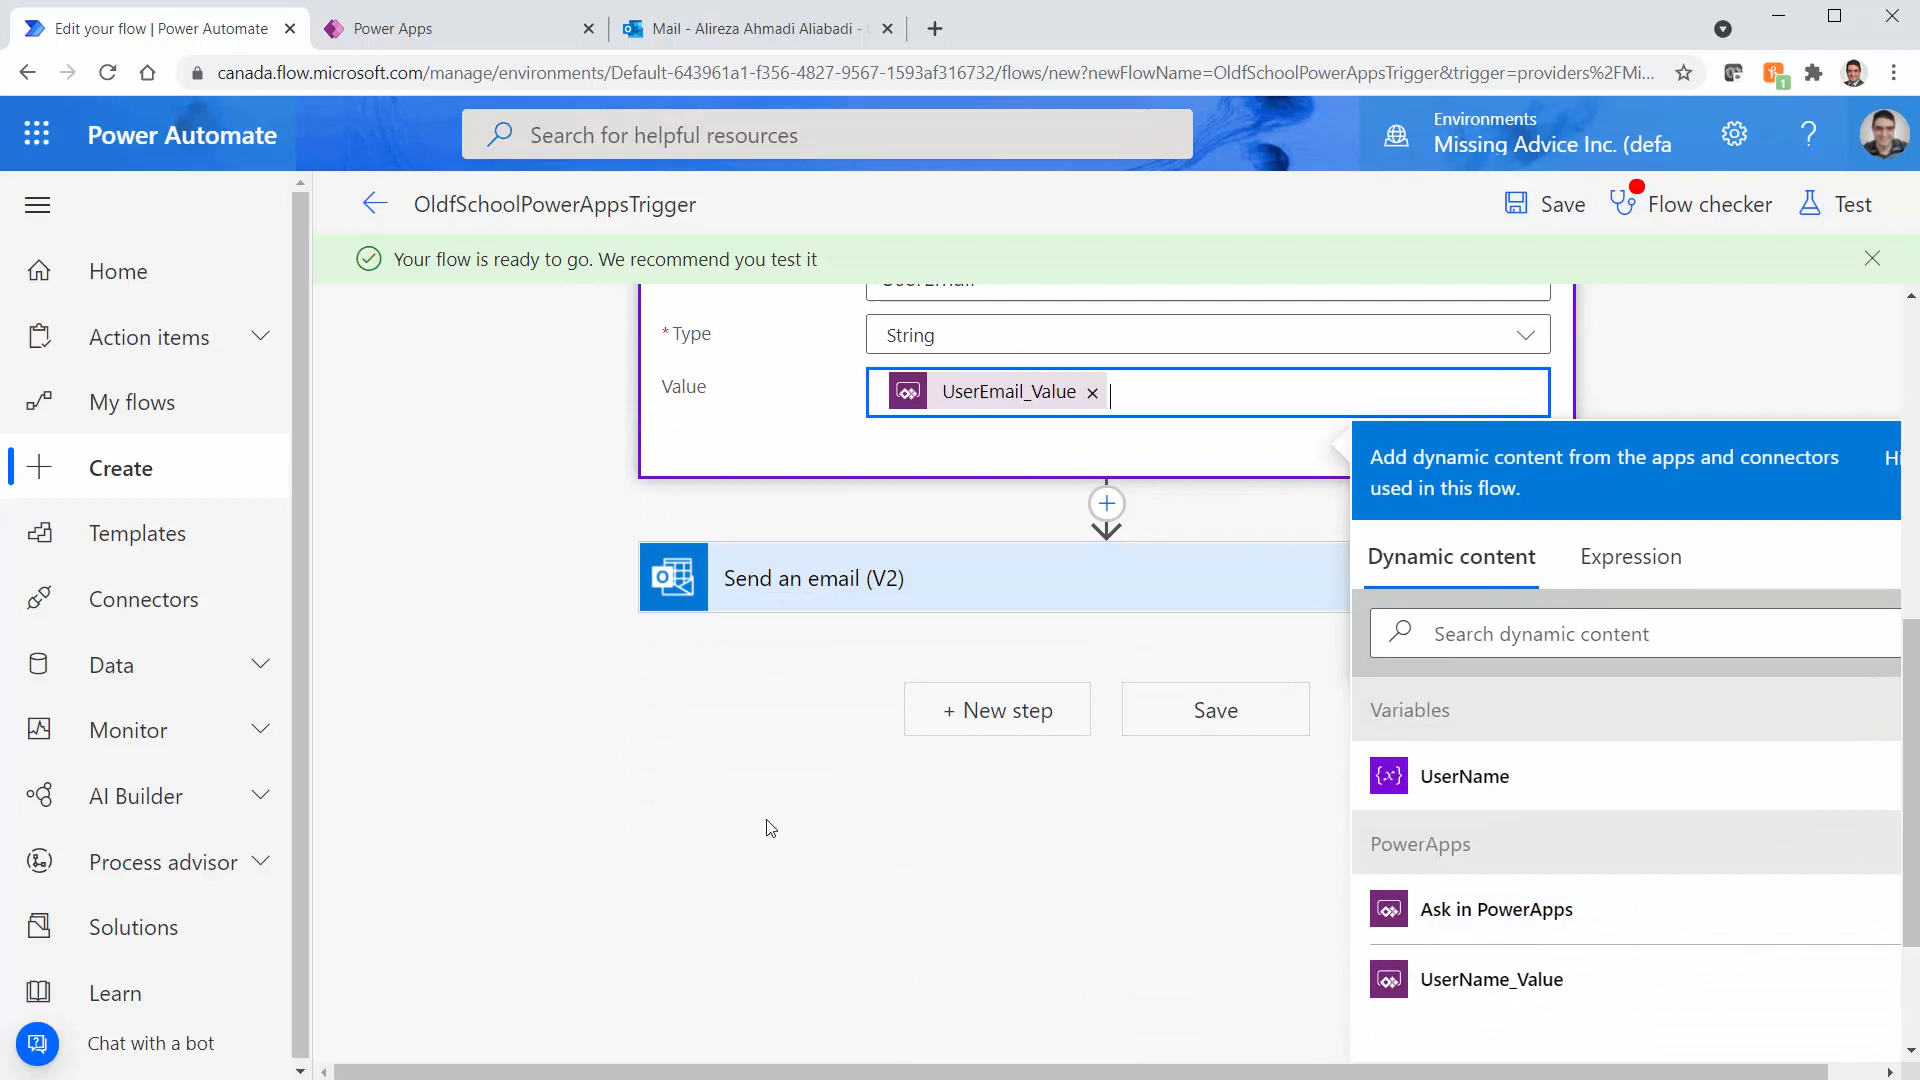 Edit your flow | Power Automate
Power Apps
Mail - Alireza Ahmadi Aliabadi -
canada.flow.microsoft.com/manage/environments/Default-643961a1-f356-4827-9567-1593af316732/flows/new?newFlowName=OldfSchoolPowerAppsTrigger&trigger=providers%2FMi...
1
Power Automate
Search for helpful resources
Environments
Missing Advice Inc. (defa
OldfSchoolPowerAppsTrigger
Save
Flow checker
Test
Your flow is ready to go. We recommend you test it
Home
Action items
My flows
Create
Templates
Connectors
Data
Monitor
AI Builder
Process advisor
Solutions
Learn
Chat with a bot
UserEmail
* Type
String
Value
UserEmail_Value
Send an email (V2)
+ New step
Save
Add dynamic content from the apps and connectors
used in this flow.
Hi
Dynamic content
Expression
Search dynamic content
Variables
UserName
PowerApps
Ask in PowerApps
UserName_Value